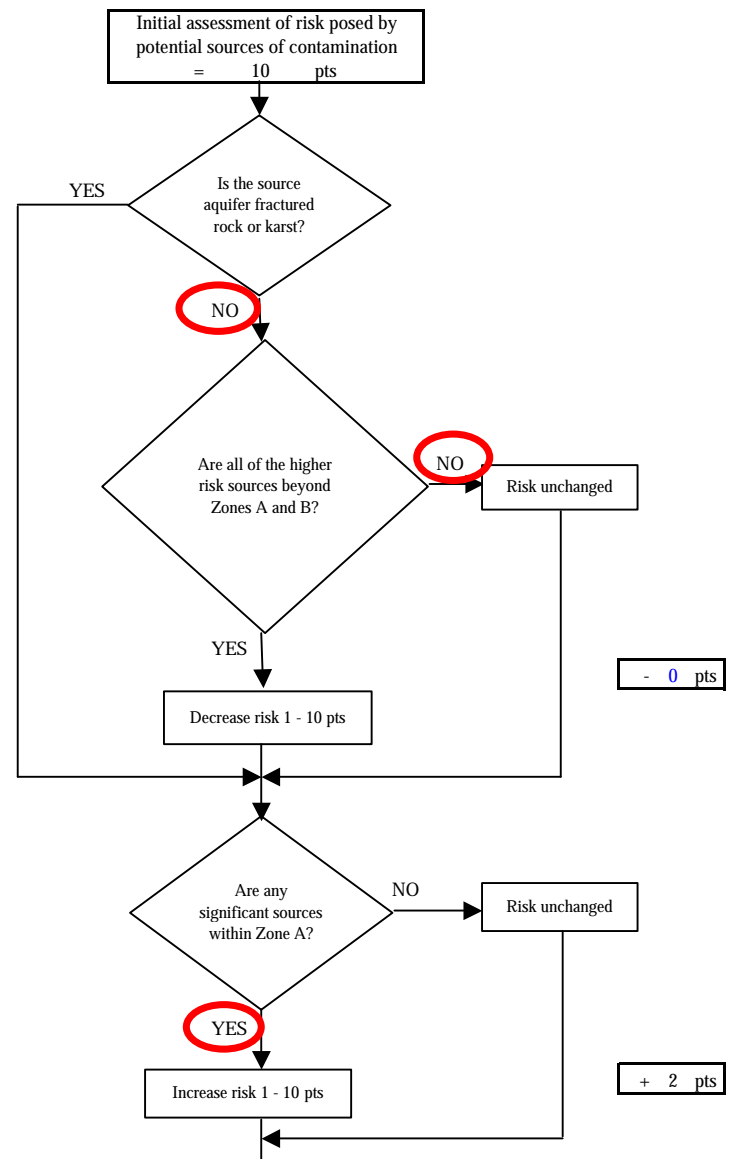 Initial assessment of risk posed by
potential sources of contamination
= 10 pts
YES
Is the source
aquifer fractured
rock or karst?
NO
Are all of the higher
risk sources beyond
Zones A and B?
NO
Risk unchanged
YES
- 0 pts
Decrease risk 1 - 10 pts
Are any
significant sources
within Zone A?
NO
Risk unchanged
YES
Increase risk 1 - 10 pts
+ 2 pts